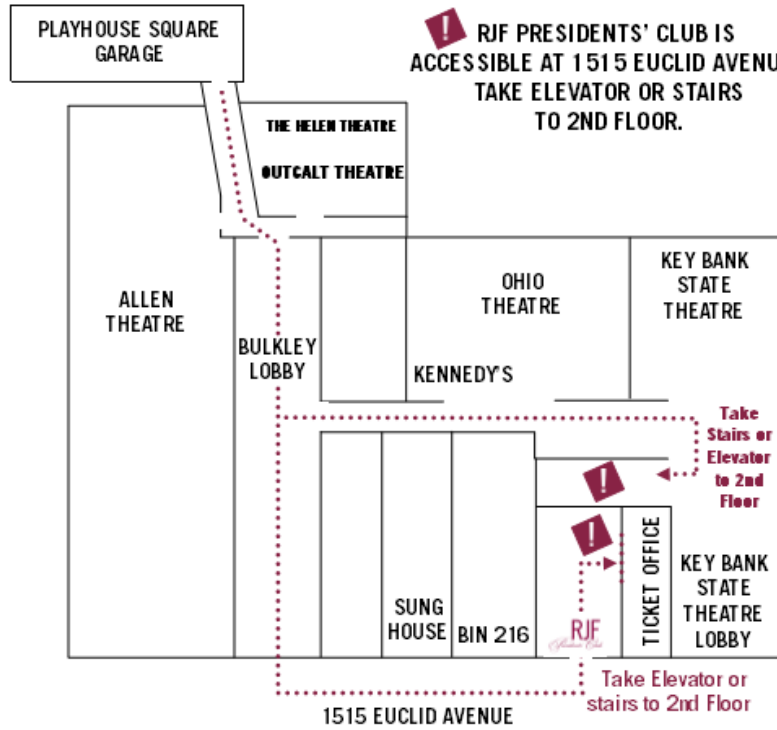 PLAYHOUSE SQUARE
GARAGE
! RJF PRESIDENTS’ CLUB IS
ACCESSIBLE AT 1515 EUCLID AVENU
TAKE ELEVATOR OR STAIRS
TO 2ND FLOOR.
THE HELEN THEATRE
OUTCALT THEATRE
ALLEN
THEATRE
BULKLEY
LOBBY
OHIO
THEATRE
KEY BANK
STATE
THEATRE
KENNEDY'S
Take
Stairs or
Elevator
to 2nd
Floor
!
!
SUNG
HOUSE
BIN 216
RJF
TICKET OFFICE
KEY BANK
STATE
THEATRE
LOBBY
Take Elevator or
stairs to 2nd Floor
1515 EUCLID AVENUE